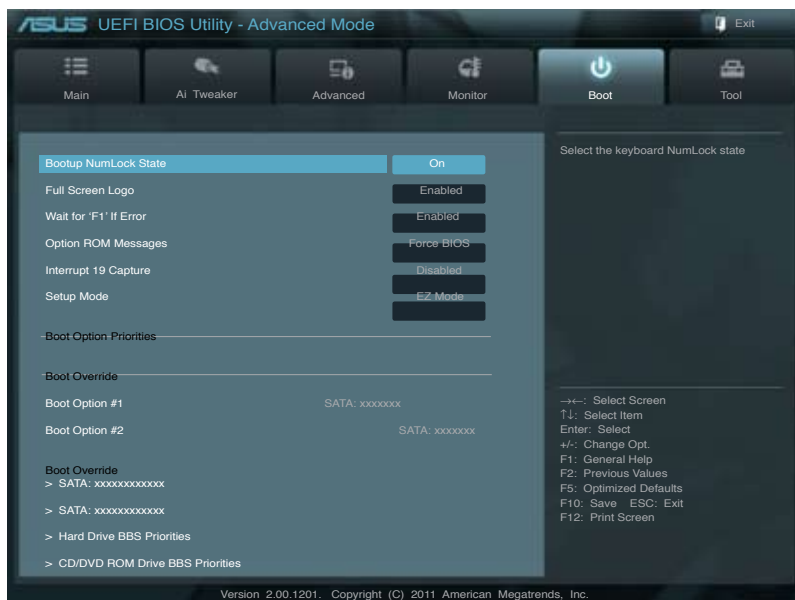 ASUS UEFI BIOS Utility - Advanced Mode
Exit
Main
Ai Tweaker
Advanced
Monitor
Boot
Tool
Bootup NumLock State On
Full Screen Logo Enabled
Wait for ‘F1’ If Error Enabled
Option ROM Messages Force BIOS
Interrupt 19 Capture Disabled
Setup Mode EZ Mode
Boot Option Priorities
Boot Override
Boot Option #1 SATA: xxxxxxx
Boot Option #2 SATA: xxxxxxx
Boot Override
> SATA: xxxxxxxxxxxx
> SATA: xxxxxxxxxxxx
> Hard Drive BBS Priorities
> CD/DVD ROM Drive BBS Priorities
Select the keyboard NumLock state
→←: Select Screen
↑↓: Select Item
Enter: Select
+/-: Change Opt.
F1: General Help
F2: Previous Values
F5: Optimized Defaults
F10: Save ESC: Exit
F12: Print Screen
Version 2.00.1201. Copyright (C) 2011 American Megatrends, Inc.